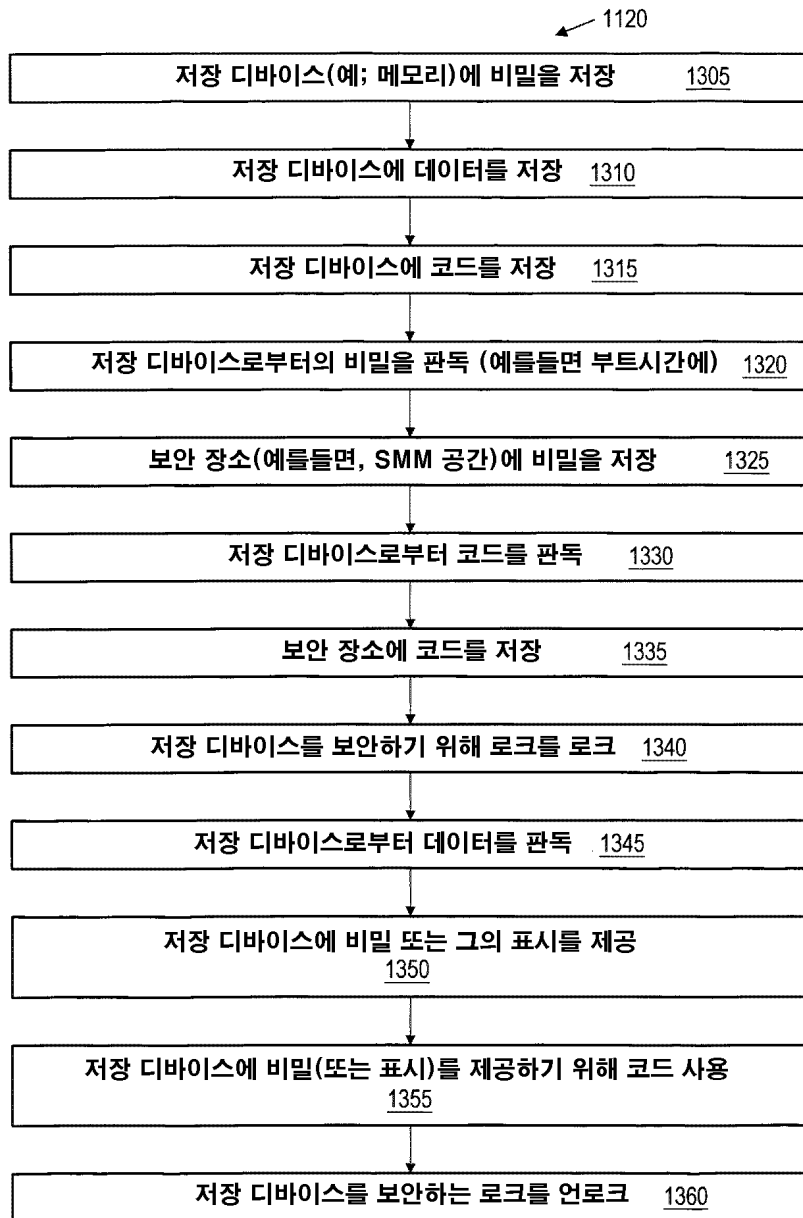 1120
저장 디바이스(예; 메모리)에 비밀을 저장 1305
저장 디바이스에 데이터를 저장 1310
저장 디바이스에 코드를 저장 1315
저장 디바이스로부터의 비밀을 판독 (예를들면 부트시간에) 1320
보안 장소(예를들면, SMM 공간)에 비밀을 저장 1325
저장 디바이스로부터 코드를 판독 1330
보안 장소에 코드를 저장 1335
저장 디바이스를 보안하기 위해 로크를 로크 1340
저장 디바이스로부터 데이터를 판독 1345
저장 디바이스에 비밀 또는 그의 표시를 제공
1350
저장 디바이스에 비밀(또는 표시)를 제공하기 위해 코드 사용
1355
저장 디바이스를 보안하는 로크를 언로크 1360